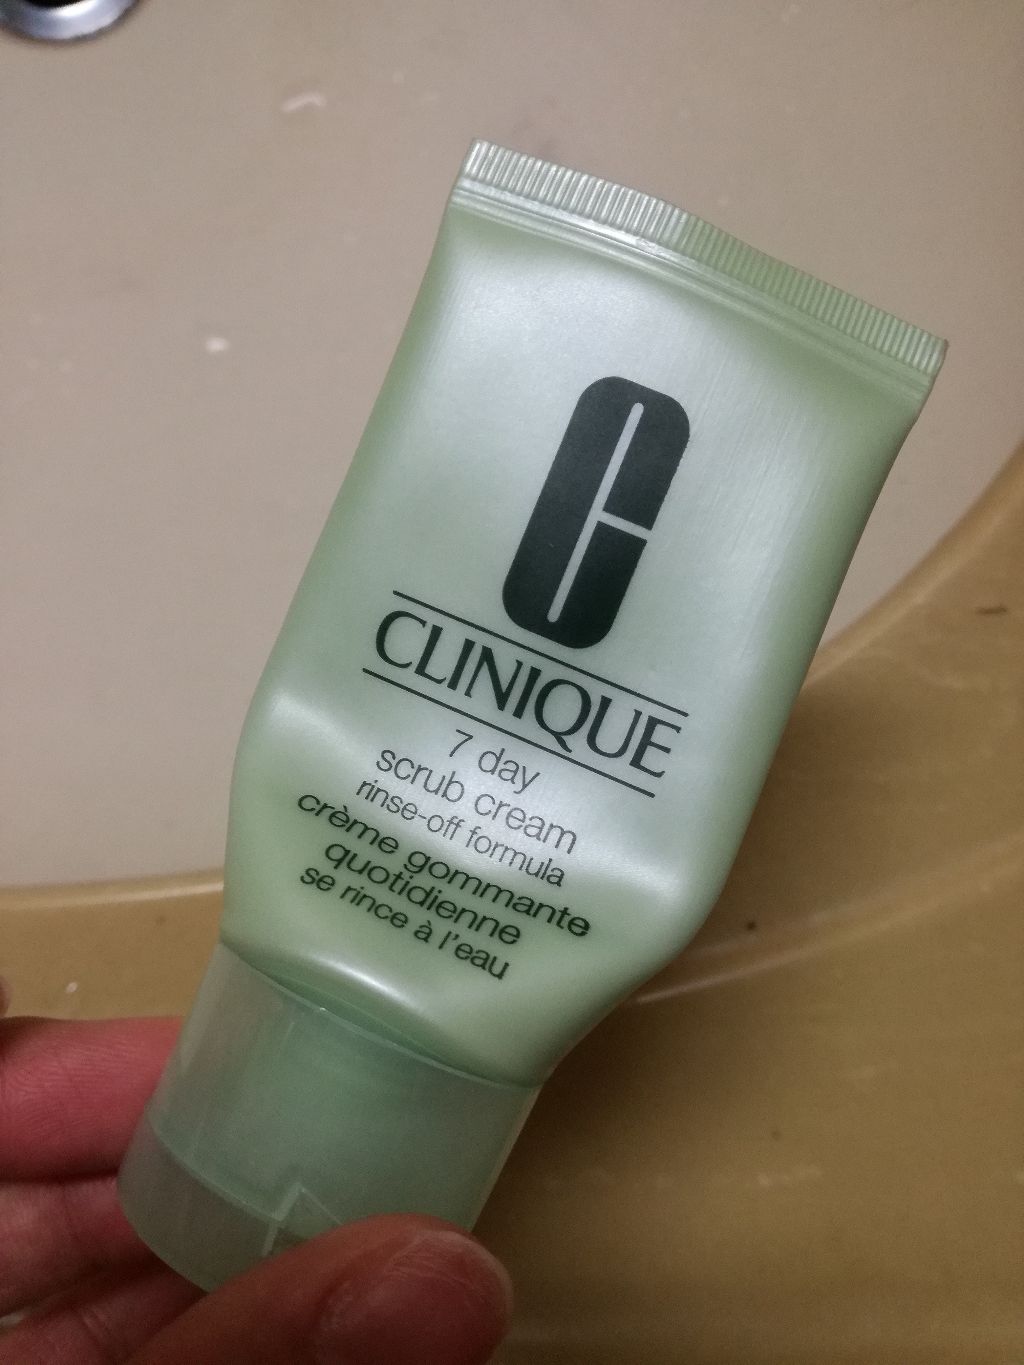 C
CLINIQUE
7 day
scrub cream
rinse-off formula
crème gommante
quotidienne
se rince à l'eau